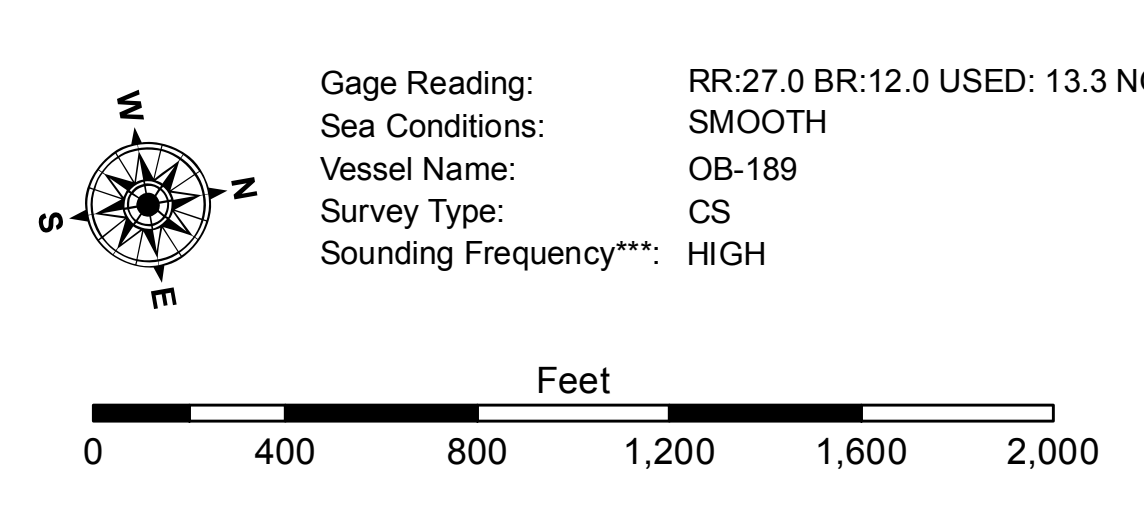 W
N
S
E
Gage Reading: RR:27.0 BR:12.0 USED: 13.3
Sea Conditions: SMOOTH
Vessel Name: OB-189
Survey Type: CS
Sounding Frequency***: HIGH
Feet
0 400 800 1,200 1,600 2,000